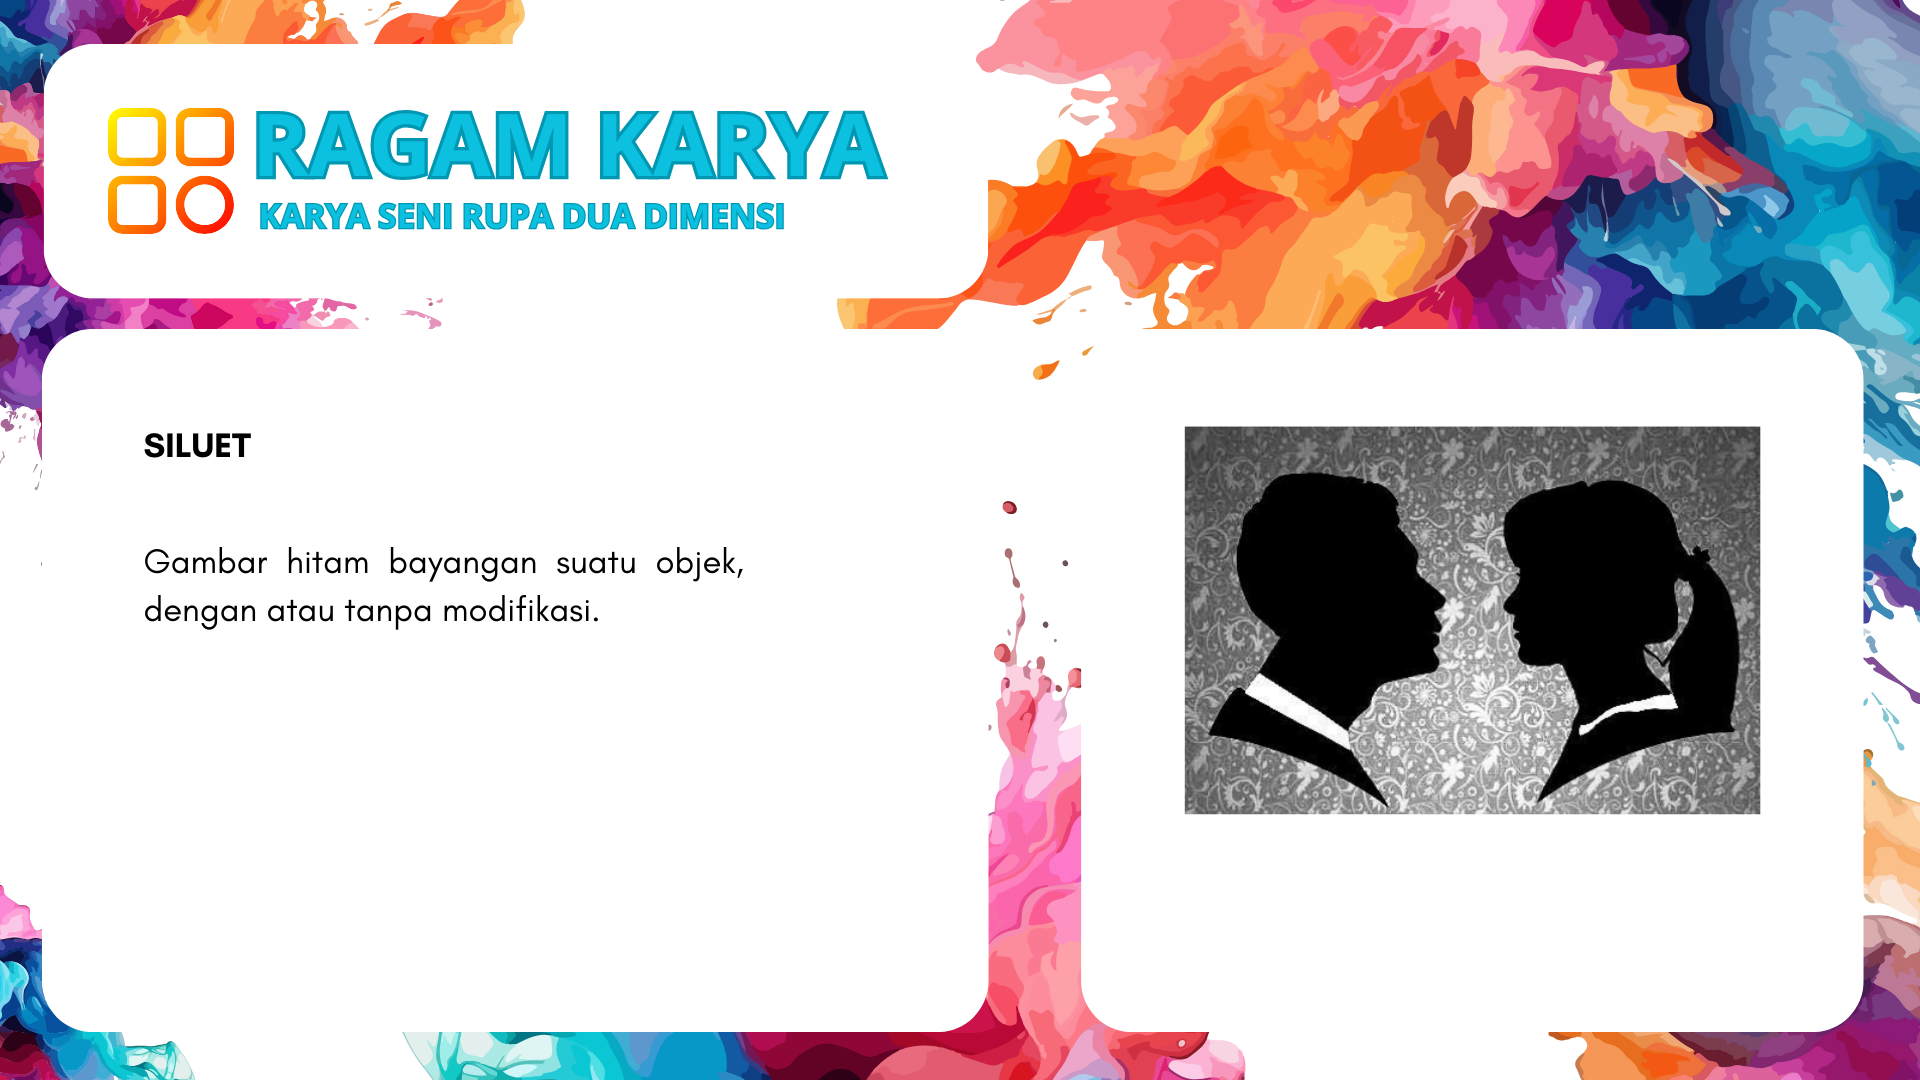 RAGAM KARYA
KARYA SENI RUPA DUA DIMENSI
SILUET
Gambar hitam bayangan suatu objek,
dengan atau tanpa modifikasi.